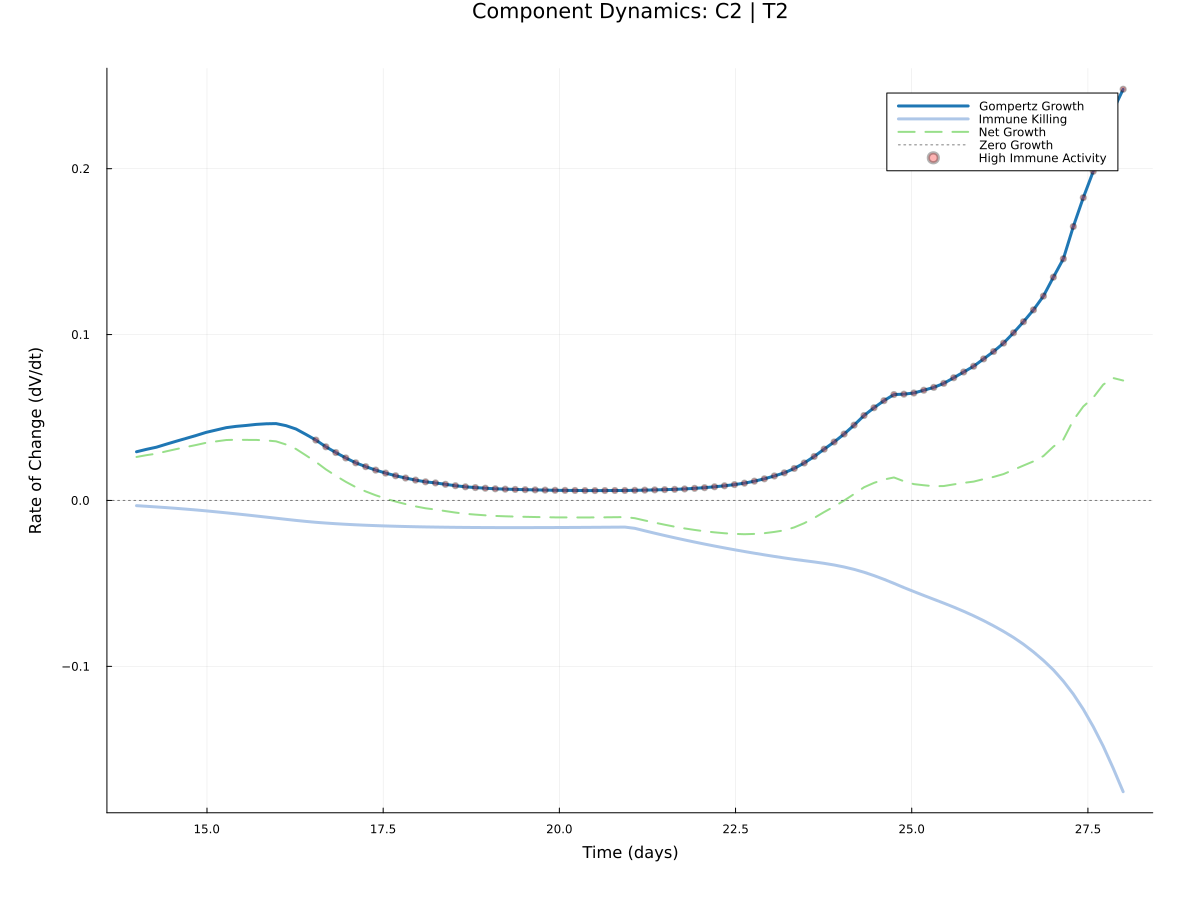 Component Dynamics: C2 | T2
Gompertz Growth
Immune Killing
Net Growth
Zero Growth
High Immune Activity
Rate of Change (dV/dt)
0.2
0.1
0.0
−0.1
15.0 17.5 20.0 22.5 25.0 27.5
Time (days)